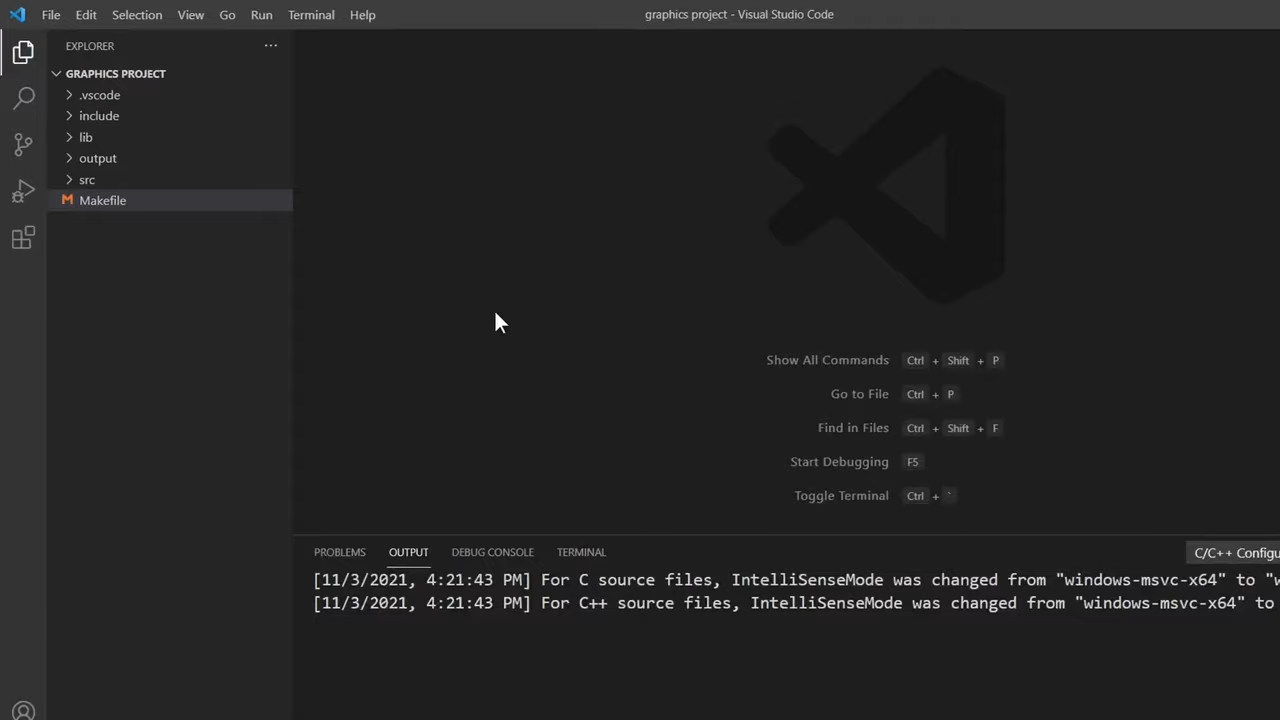 File Edit Selection View Go Run Terminal Help
graphics project - Visual Studio Code
EXPLORER
GRAPHICS PROJECT
.vscode
include
lib
output
src
M Makefile
Show All Commands Ctrl + Shift + P
Go to File Ctrl + P
Find in Files Ctrl + Shift + F
Start Debugging F5
Toggle Terminal Ctrl + `
PROBLEMS OUTPUT DEBUG CONSOLE TERMINAL
C/C++ Configu
[11/3/2021, 4:21:43 PM] For C source files, IntelliSenseMode was changed from "windows-msvc-x64" to "w
[11/3/2021, 4:21:43 PM] For C++ source files, IntelliSenseMode was changed from "windows-msvc-x64" to